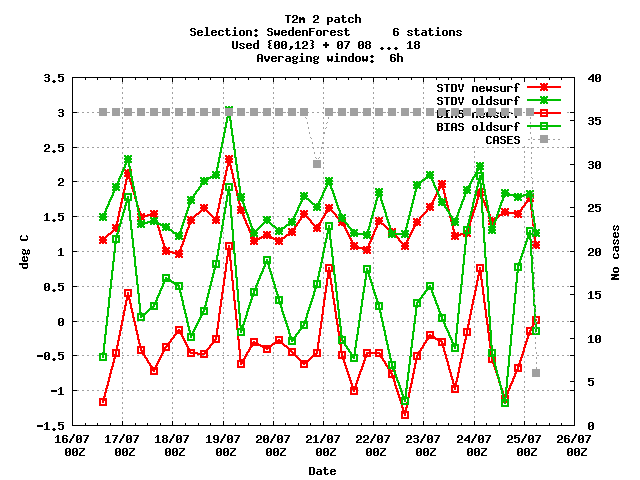 T2m 2 patch
Selection: SwedenForest 6 stations
Used {00,12} + 07 08 ... 18
Averaging window: 6h
3.5
3
2.5
2
1.5
1
0.5
0
-0.5
-1
-1.5
deg C
40
35
30
25
20
15
10
5
0
No cases
STDV newsurf
STDV oldsurf
BIAS newsurf
BIAS oldsurf
CASES
16/07 17/07 18/07 19/07 20/07 21/07 22/07 23/07 24/07 25/07 26/07
00Z 00Z 00Z 00Z 00Z 00Z 00Z 00Z 00Z 00Z 00Z
Date